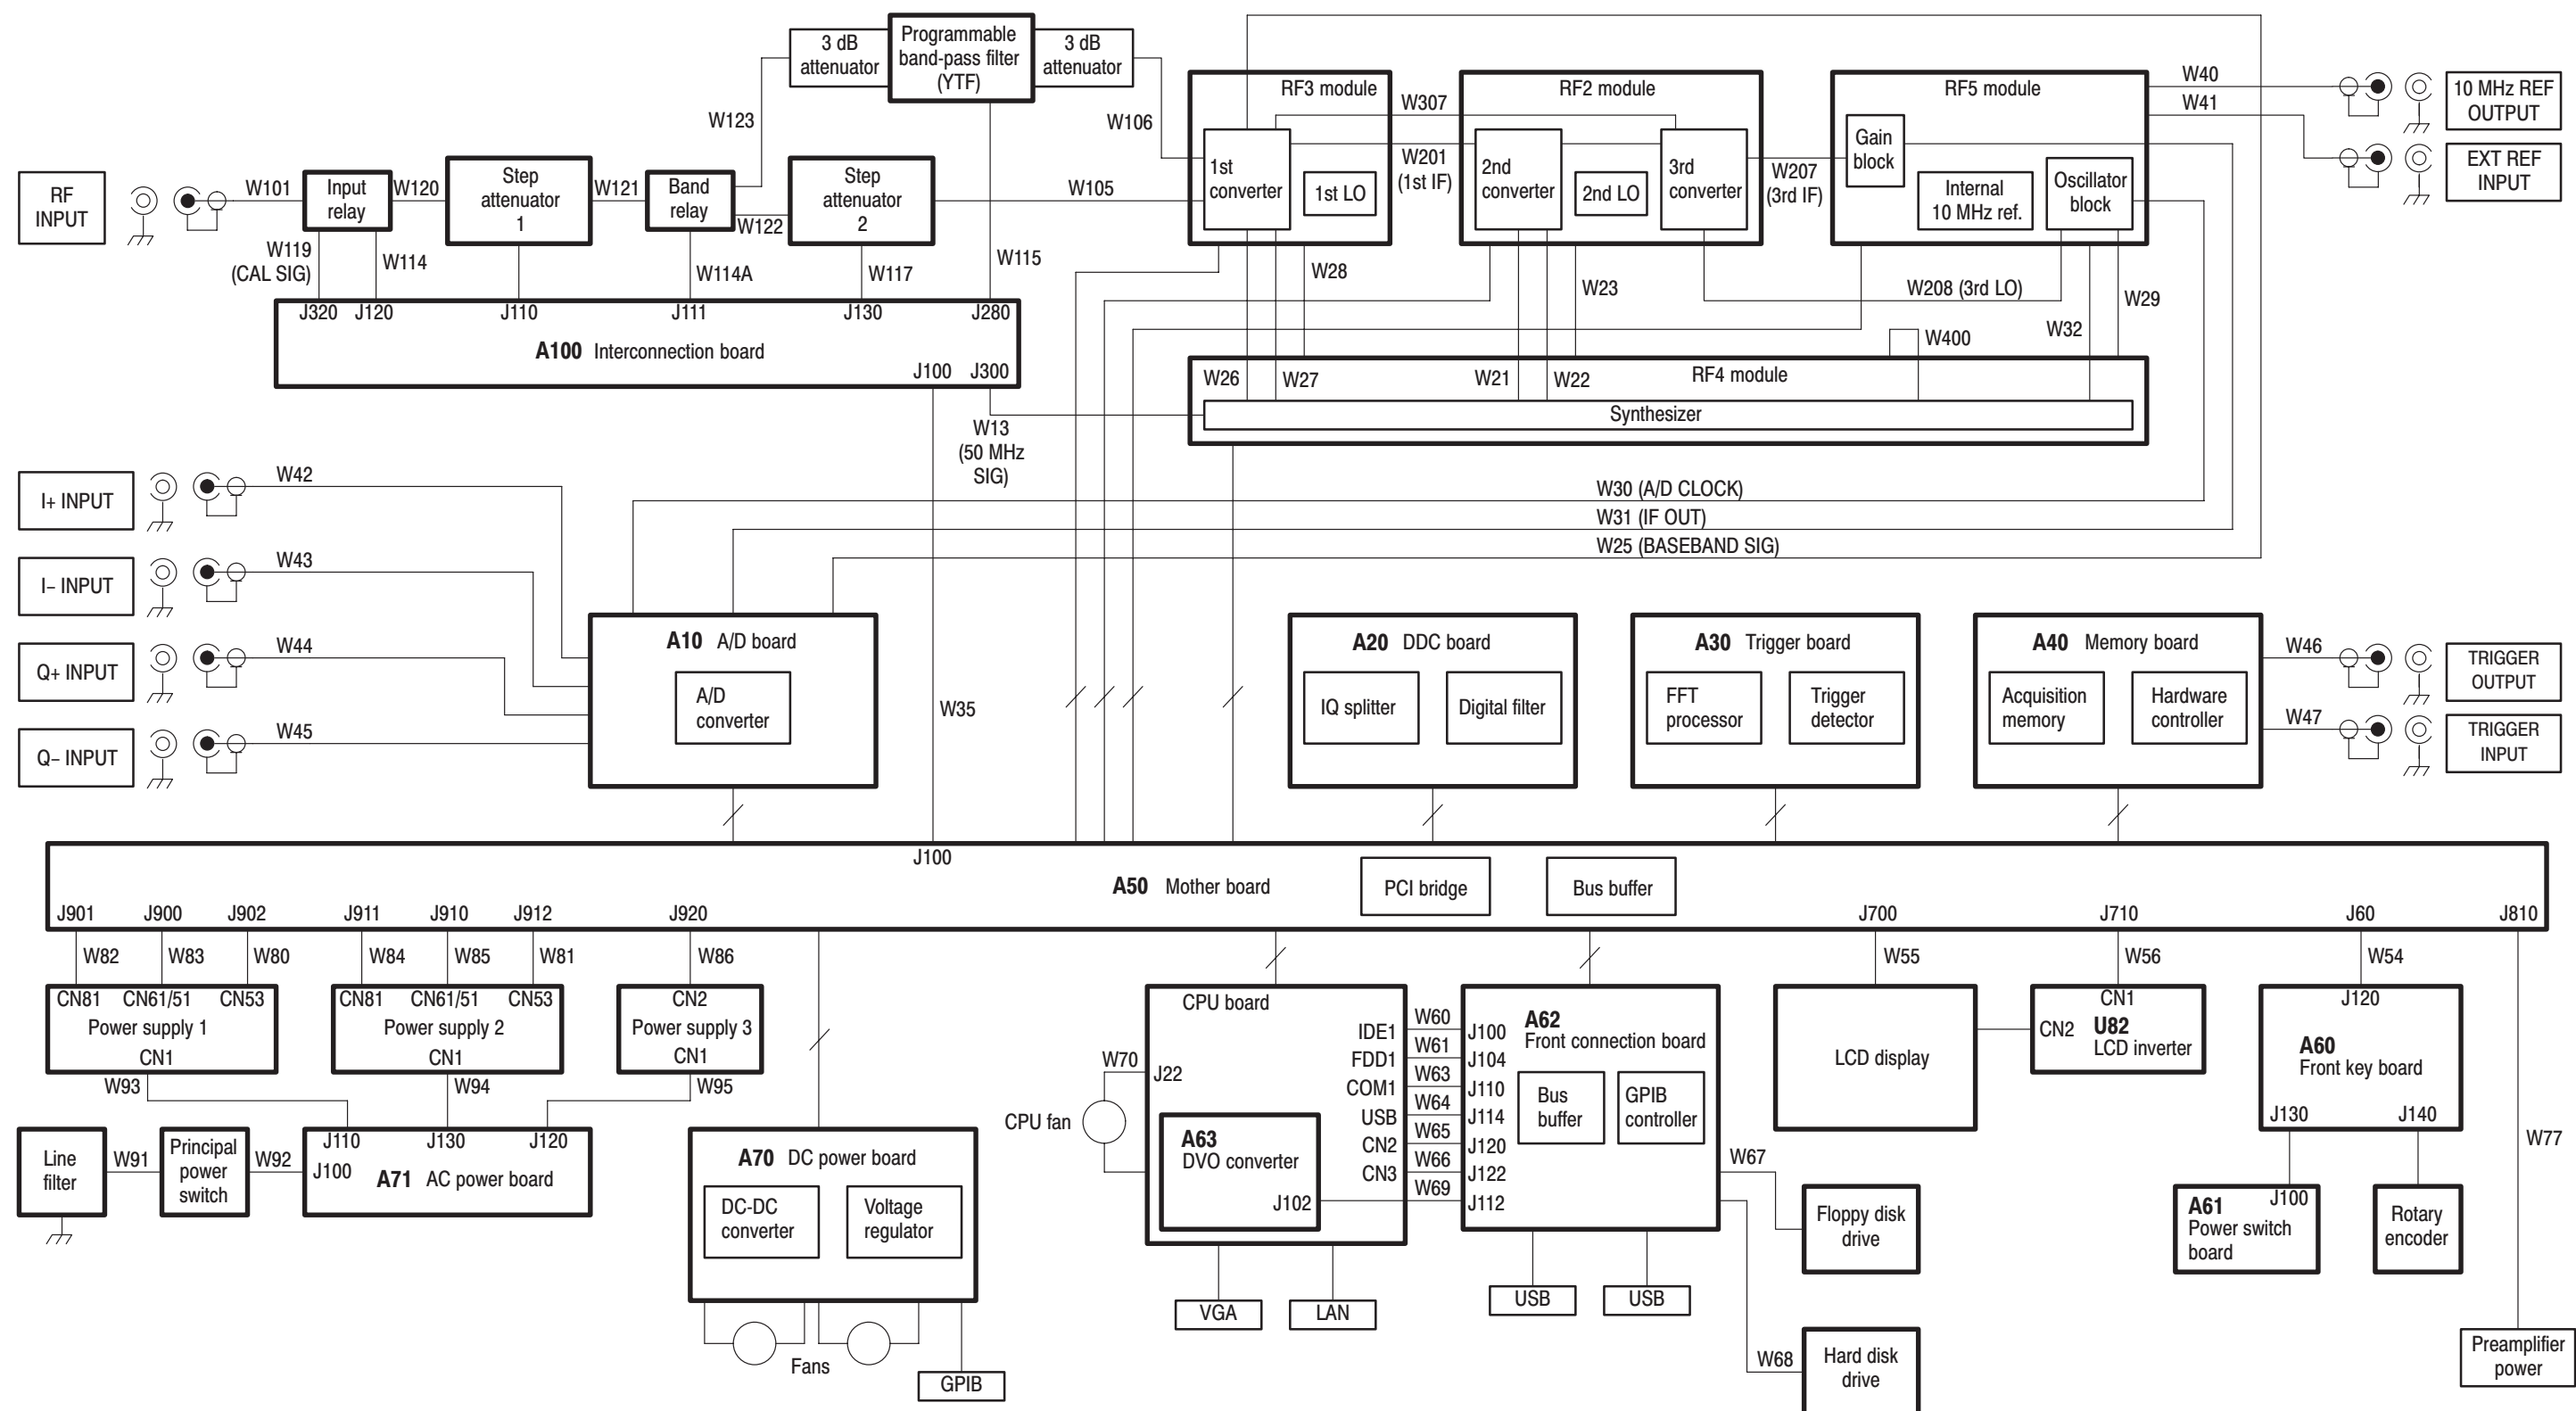 3 dB
attenuator
Programmable
band-pass filter
(YTF)
3 dB
attenuator
W123
W106
RF
INPUT
W101
Input
relay
W120
Step
attenuator
1
W121
Band
relay
W122
Step
attenuator
2
W105
W119
(CAL SIG)
W114
W114A
W117
W115
J320
J120
J110
J111
J130
J280
A100 Interconnection board
J100
J300
W13
(50 MHz
SIG)
RF3 module
1st
converter
1st LO
W307
W201
(1st IF)
RF2 module
2nd
converter
2nd LO
3rd
converter
W207
(3rd IF)
RF5 module
Gain
block
Internal
10 MHz ref.
Oscillator
block
W40
W41
10 MHz REF
OUTPUT
EXT REF
INPUT
W28
W23
W208 (3rd LO)
W29
W32
W400
W26
W27
W21
W22
RF4 module
Synthesizer
W30 (A/D CLOCK)
W31 (IF OUT)
W25 (BASEBAND SIG)
I+ INPUT
W42
I– INPUT
W43
Q+ INPUT
W44
Q– INPUT
W45
A10 A/D board
A/D
converter
W35
A20 DDC board
IQ splitter
Digital filter
A30 Trigger board
FFT
processor
Trigger
detector
A40 Memory board
Acquisition
memory
Hardware
controller
W46
W47
TRIGGER
OUTPUT
TRIGGER
INPUT
J100
A50 Mother board
PCI bridge
Bus buffer
J901
J900
J902
J911
J910
J912
J920
J700
J710
J60
J810
W82
W83
W80
W84
W85
W81
W86
W55
W56
W54
W77
CN81
CN61/51
CN53
Power supply 1
CN1
CN81
CN61/51
CN53
Power supply 2
CN1
CN2
Power supply 3
CN1
W93
W94
W95
Line
filter
W91
Principal
power
switch
W92
J110
J130
J120
J100
A71 AC power board
A70 DC power board
DC-DC
converter
Voltage
regulator
Fans
GPIB
CPU board
W70
J22
CPU fan
A63
DVO converter
J102
IDE1
FDD1
COM1
USB
CN2
CN3
W60
W61
W63
W64
W65
W66
W69
J100
J104
J110
J114
J120
J122
J112
A62
Front connection board
Bus
buffer
GPIB
controller
VGA
LAN
USB
USB
W67
W68
Floppy disk
drive
Hard disk
drive
LCD display
CN1
CN2
U82
LCD inverter
J120
A60
Front key board
J130
J140
J100
A61
Power switch
board
Rotary
encoder
Preamplifier
power